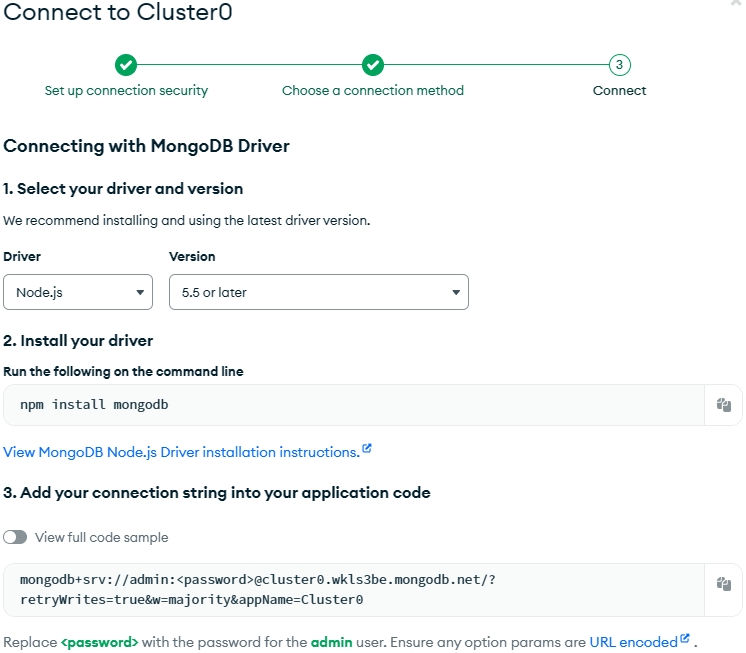 Connect to Cluster0
3
Set up connection security
Choose a connection method
Connect
Connecting with MongoDB Driver
1. Select your driver and version
We recommend installing and using the latest driver version.
Driver
Version
Node.js
5.5 or later
2. Install your driver
Run the following on the command line
npm install mongodb
View MongoDB Node.js Driver installation instructions.
3. Add your connection string into your application code
View full code sample
mongodb+srv://admin:<password>@cluster0.wkls3be.mongodb.net/?
retryWrites=true&w=majority&appName=Cluster0
Replace <password> with the password for the admin user. Ensure any option params are URL encoded .